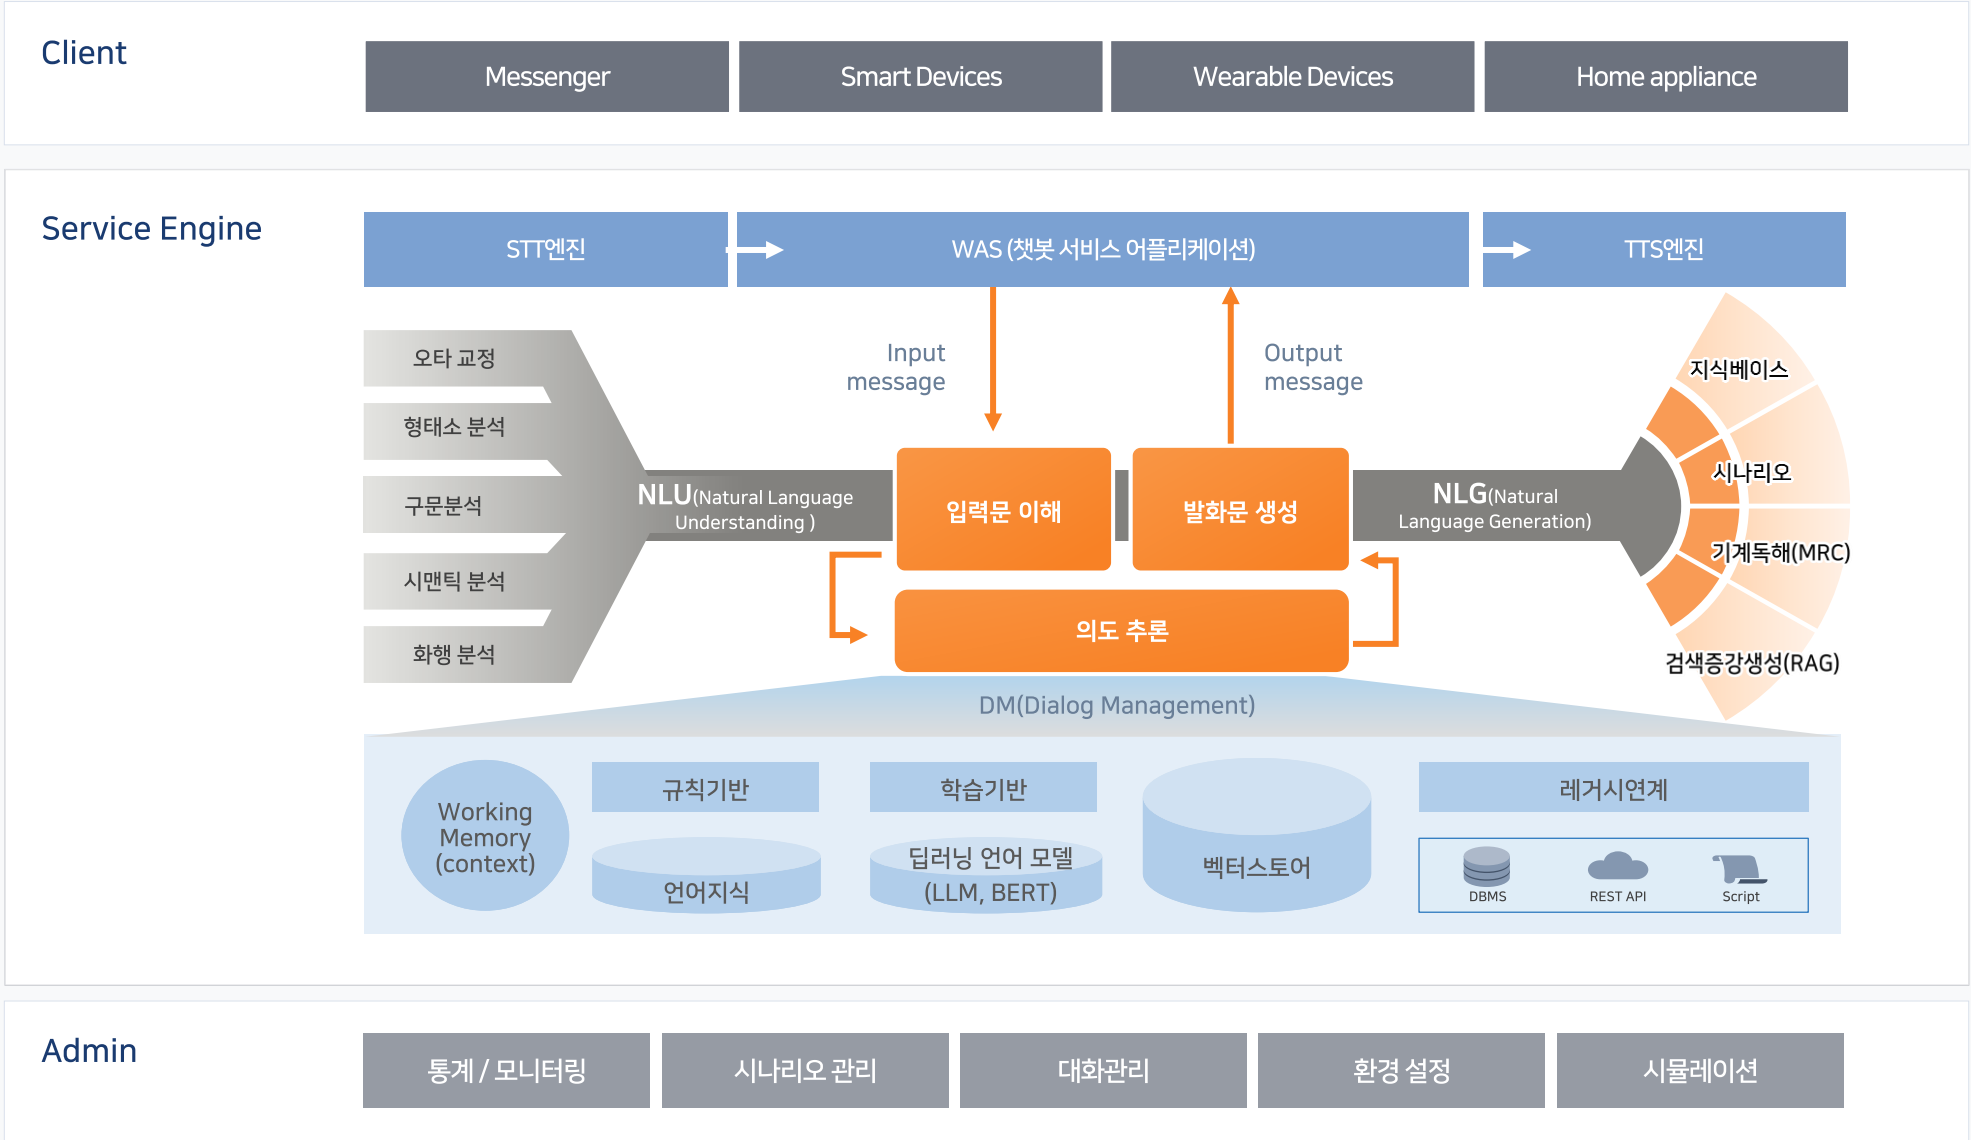 Client
Messenger
Smart Devices
Wearable Devices
Home appliance
Service Engine
STT엔진
WAS (챗봇 서비스 어플리케이션)
TTS엔진
오타 교정
형태소 분석
구문분석
시맨틱 분석
화행 분석
NLU(Natural Language
Understanding )
Input
message
Output
message
입력문 이해
발화문 생성
의도 추론
NLG(Natural
Language Generation)
지식베이스
시나리오
기계독해(MRC)
검색증강생성(RAG)
DM(Dialog Management)
Working
Memory
(context)
규칙기반
언어지식
학습기반
딥러닝 언어 모델
(LLM, BERT)
벡터스토어
레거시연계
DBMS
REST API
Script
Admin
통계 / 모니터링
시나리오 관리
대화관리
환경 설정
시뮬레이션